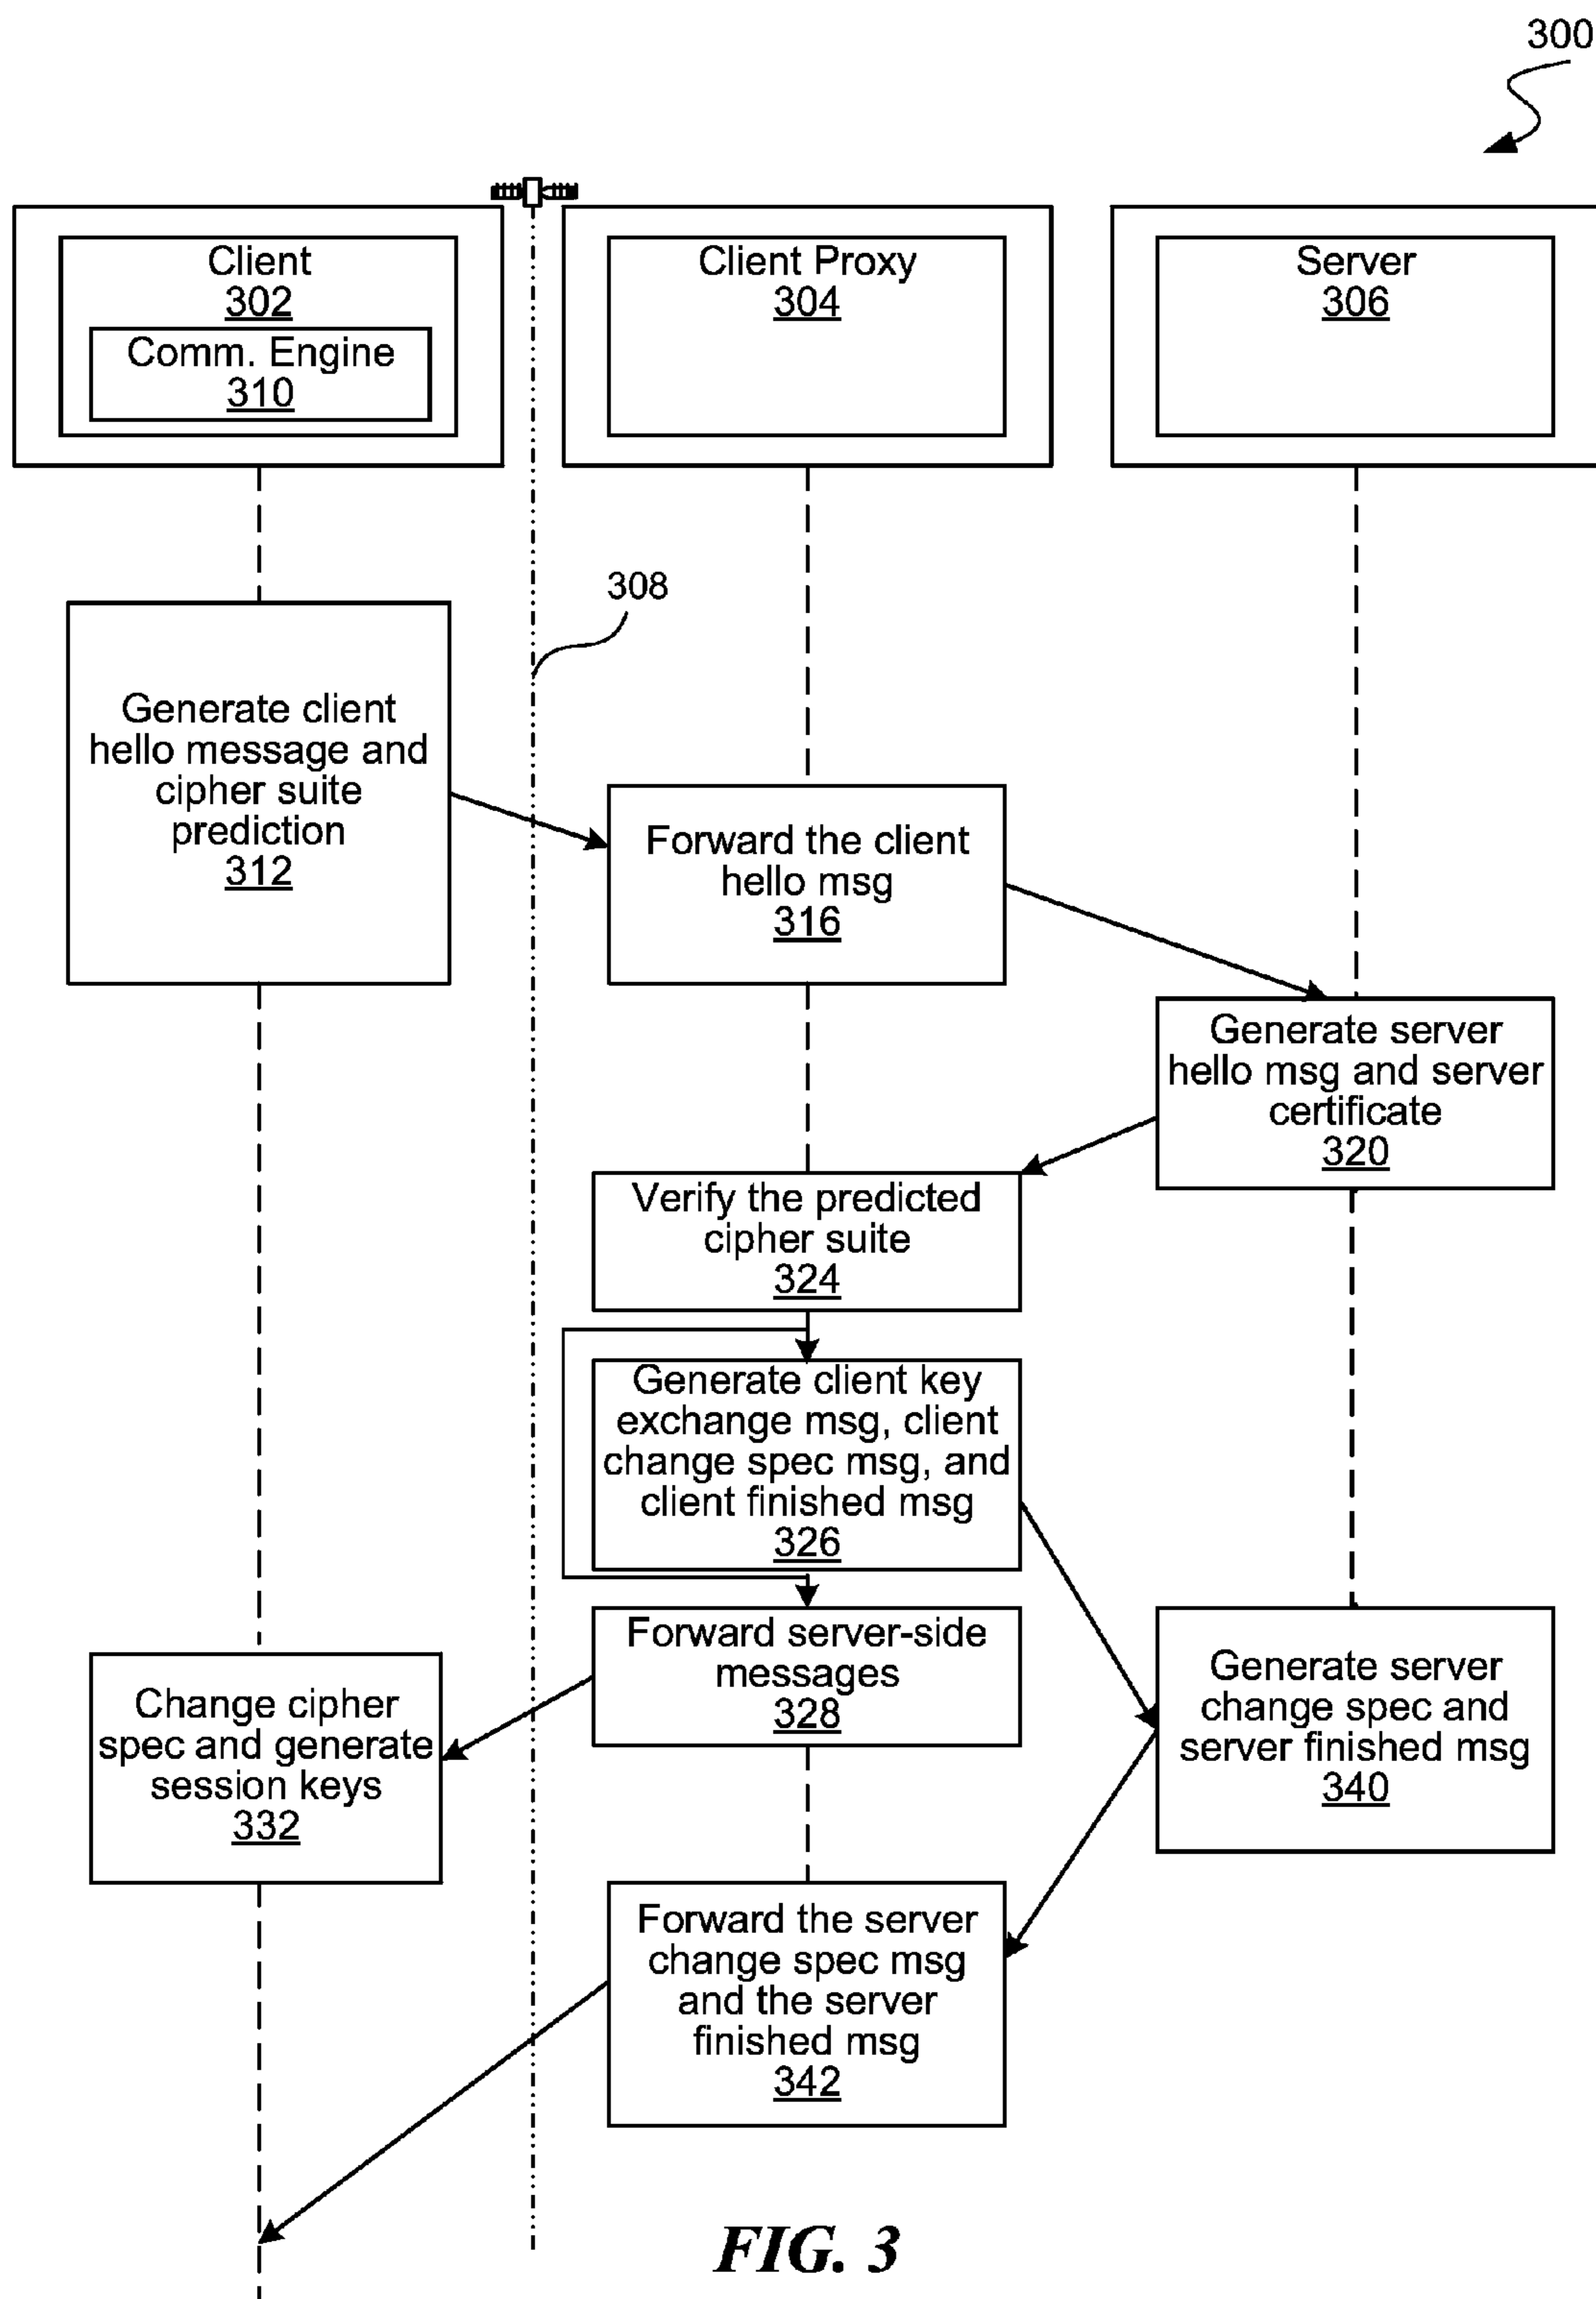 300
Client
302
Comm. Engine
310
Client Proxy
304
Server
306
308
Generate client
hello message and
cipher suite
prediction
312
Forward the client
hello msg
316
Generate server
hello msg and server
certificate
320
Verify the predicted
cipher suite
324
Generate client key
exchange msg, client
change spec msg, and
client finished msg
326
Forward server-side
messages
328
Change cipher
spec and generate
session keys
332
Generate server
change spec and
server finished msg
340
Forward the server
change spec msg
and the server
finished msg
342
FIG. 3